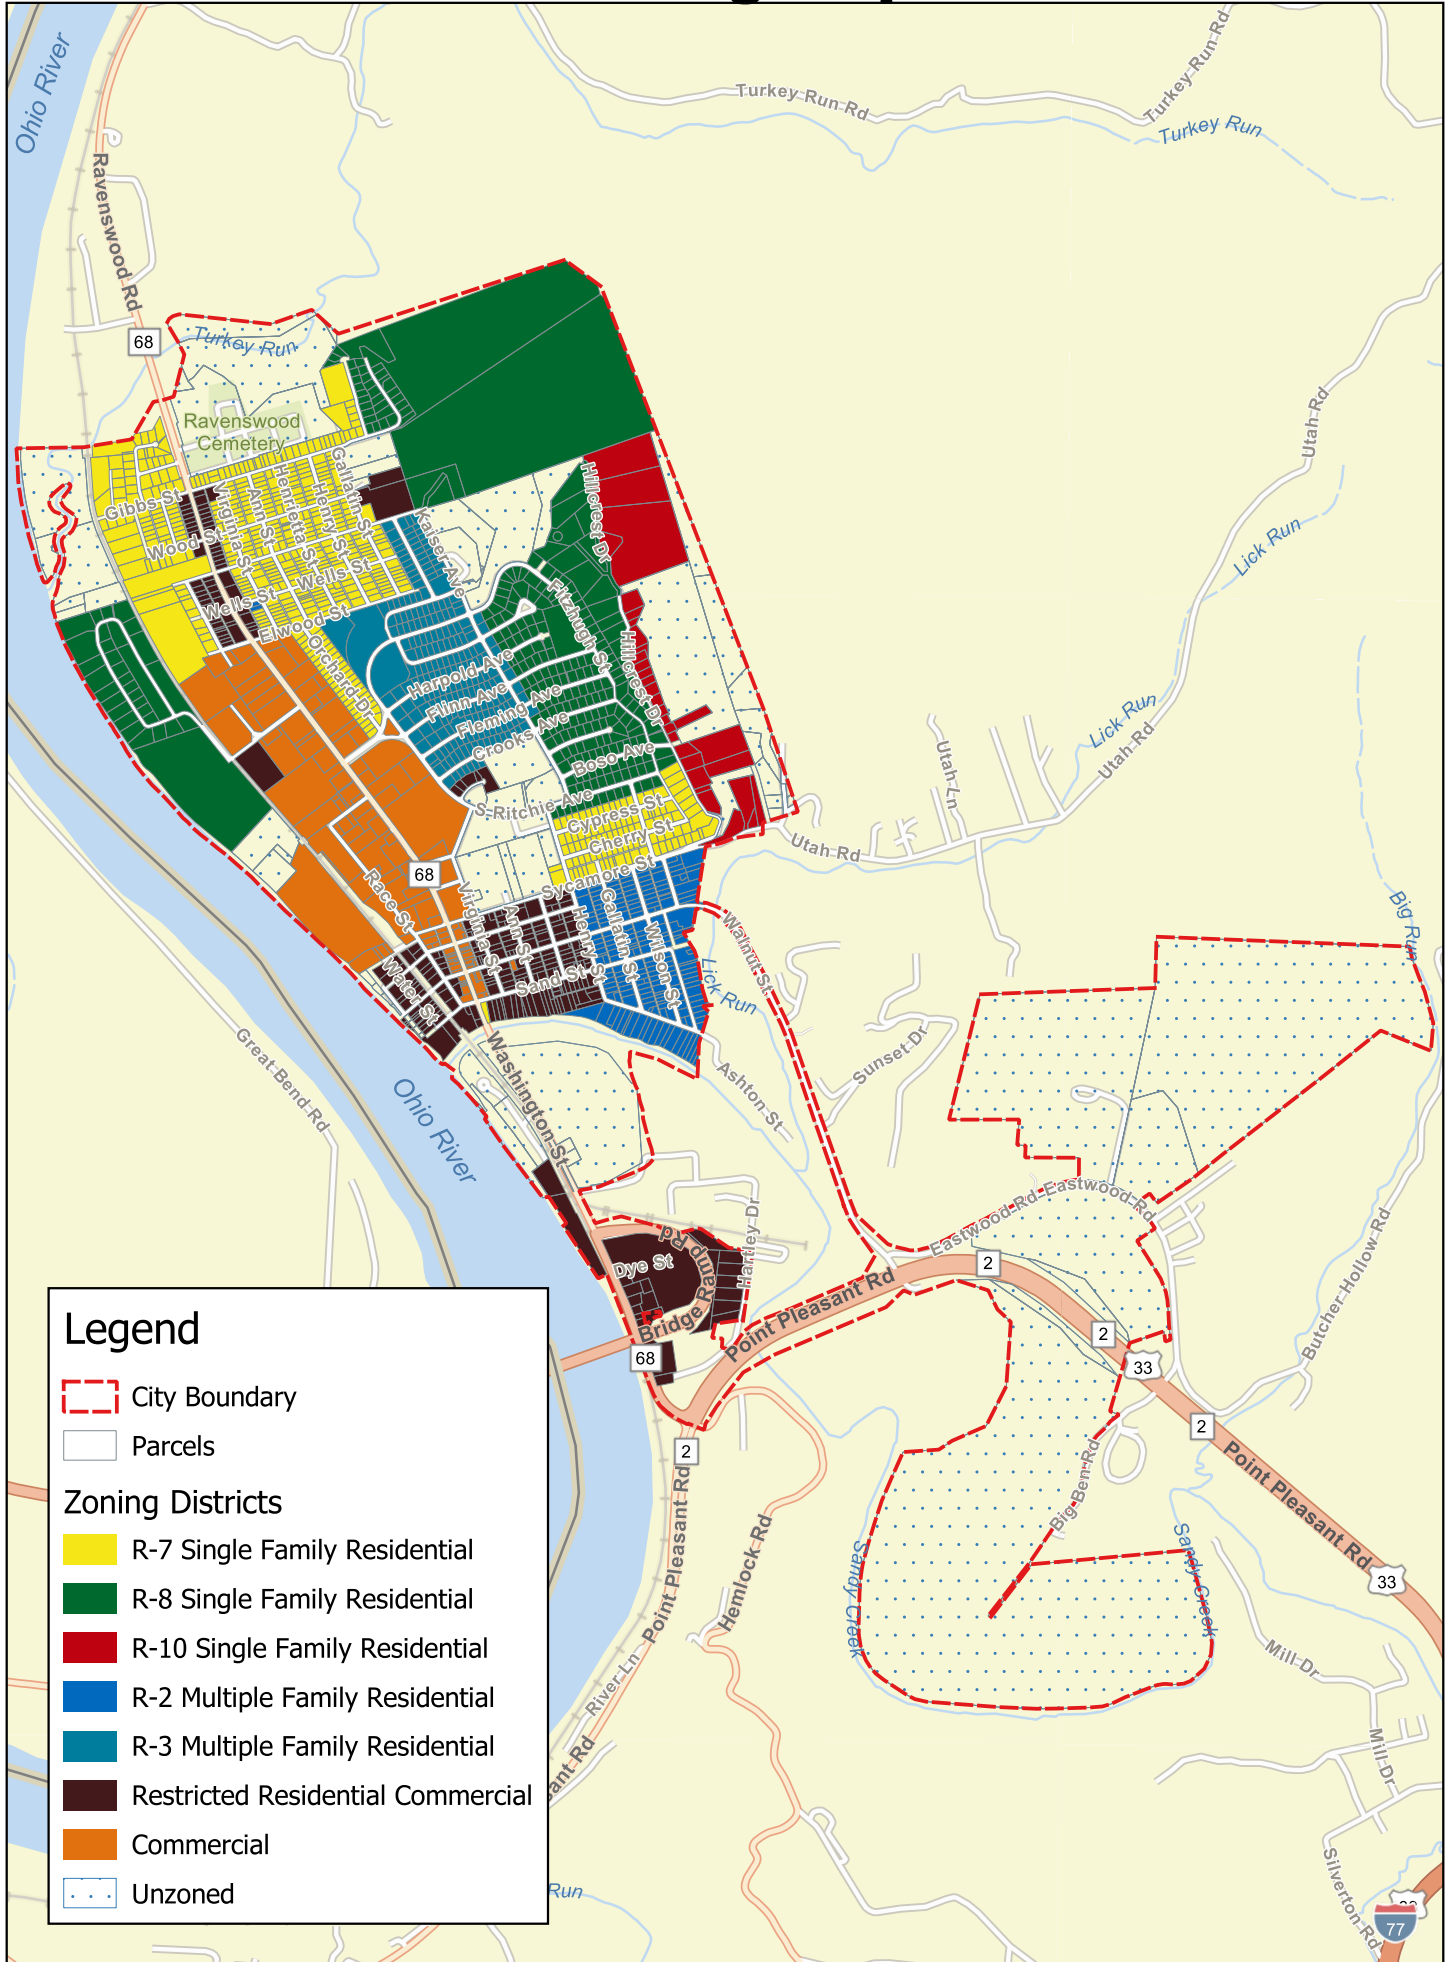 Ohio River
Turkey Run Rd
Turkey Run Rd
Turkey Run
Ravenswood Rd
68
Turkey Run
Ravenswood
Cemetery
Utah Rd
Gibbs St
Wood St
Virginia St
Ann St
Henrietta St
Henry St
Gallatin St
Kaiser Ave
Hillcrest Dr
Lick Run
Wells St
Wells St
Elwood St
Orchard Dr
Fitzhugh St
Hillcrest Dr
Harpold Ave
Flinn Ave
Fleming Ave
Crooks Ave
Boso Ave
S Ritchie Ave
Cypress St
Cherry St
Sycamore St
Lick Run
Utah Rd
Utah Ln
Utah Rd
68
Race St
Virginia St
Ann St
Henry St
Gallatin St
Wilson St
Sand St
Water St
Walnut St
Lick Run
Big Run
Great Bend Rd
Ohio River
Washington St
Ashton St
Sunset Dr
Eastwood Rd
Eastwood Rd
Hartley Dr
Dye St
Bridge Ramp Rd
Point Pleasant Rd
2
2
33
2
68
2
Butcher Hollow Rd
Point Pleasant Rd
33
Big Ben Rd
Sandy Creek
Sandy Creek
Point Pleasant Rd
Hemlock Rd
River Ln
sant Rd
Mill Dr
Mill Dr
Silverton Rd
77
Run
Legend
City Boundary
Parcels
Zoning Districts
R-7 Single Family Residential
R-8 Single Family Residential
R-10 Single Family Residential
R-2 Multiple Family Residential
R-3 Multiple Family Residential
Restricted Residential Commercial
Commercial
Unzoned